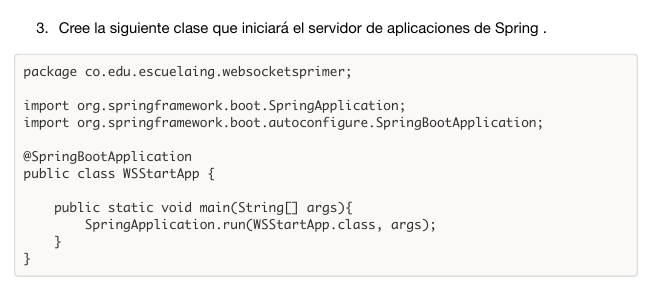 3. Cree la siguiente clase que iniciará el servidor de aplicaciones de Spring .
package co.edu.escuelaing.websocketsprimer;
import org.springframework.boot.SpringApplication;
import org.springframework.boot.autoconfigure.SpringBootApplication;
@SpringBootApplication
public class WSStartApp {
    public static void main(String[] args){
        SpringApplication.run(WSStartApp.class, args);
    }
}